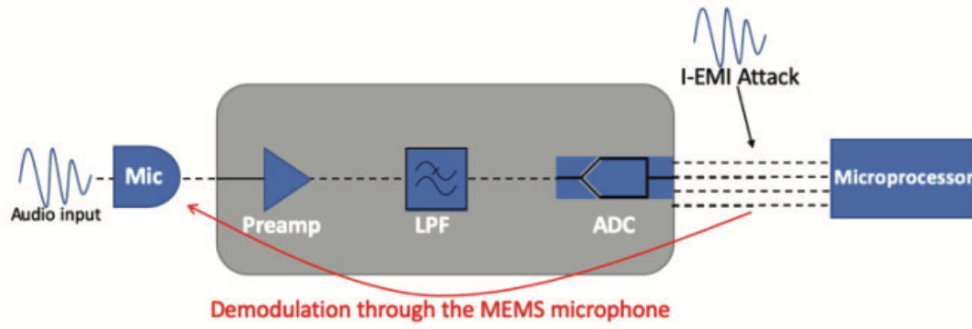 I-EMI Attack
Mic
Microprocessor
Audio input
Preamp
LPF
ADC
Demodulation through the MEMS microphone